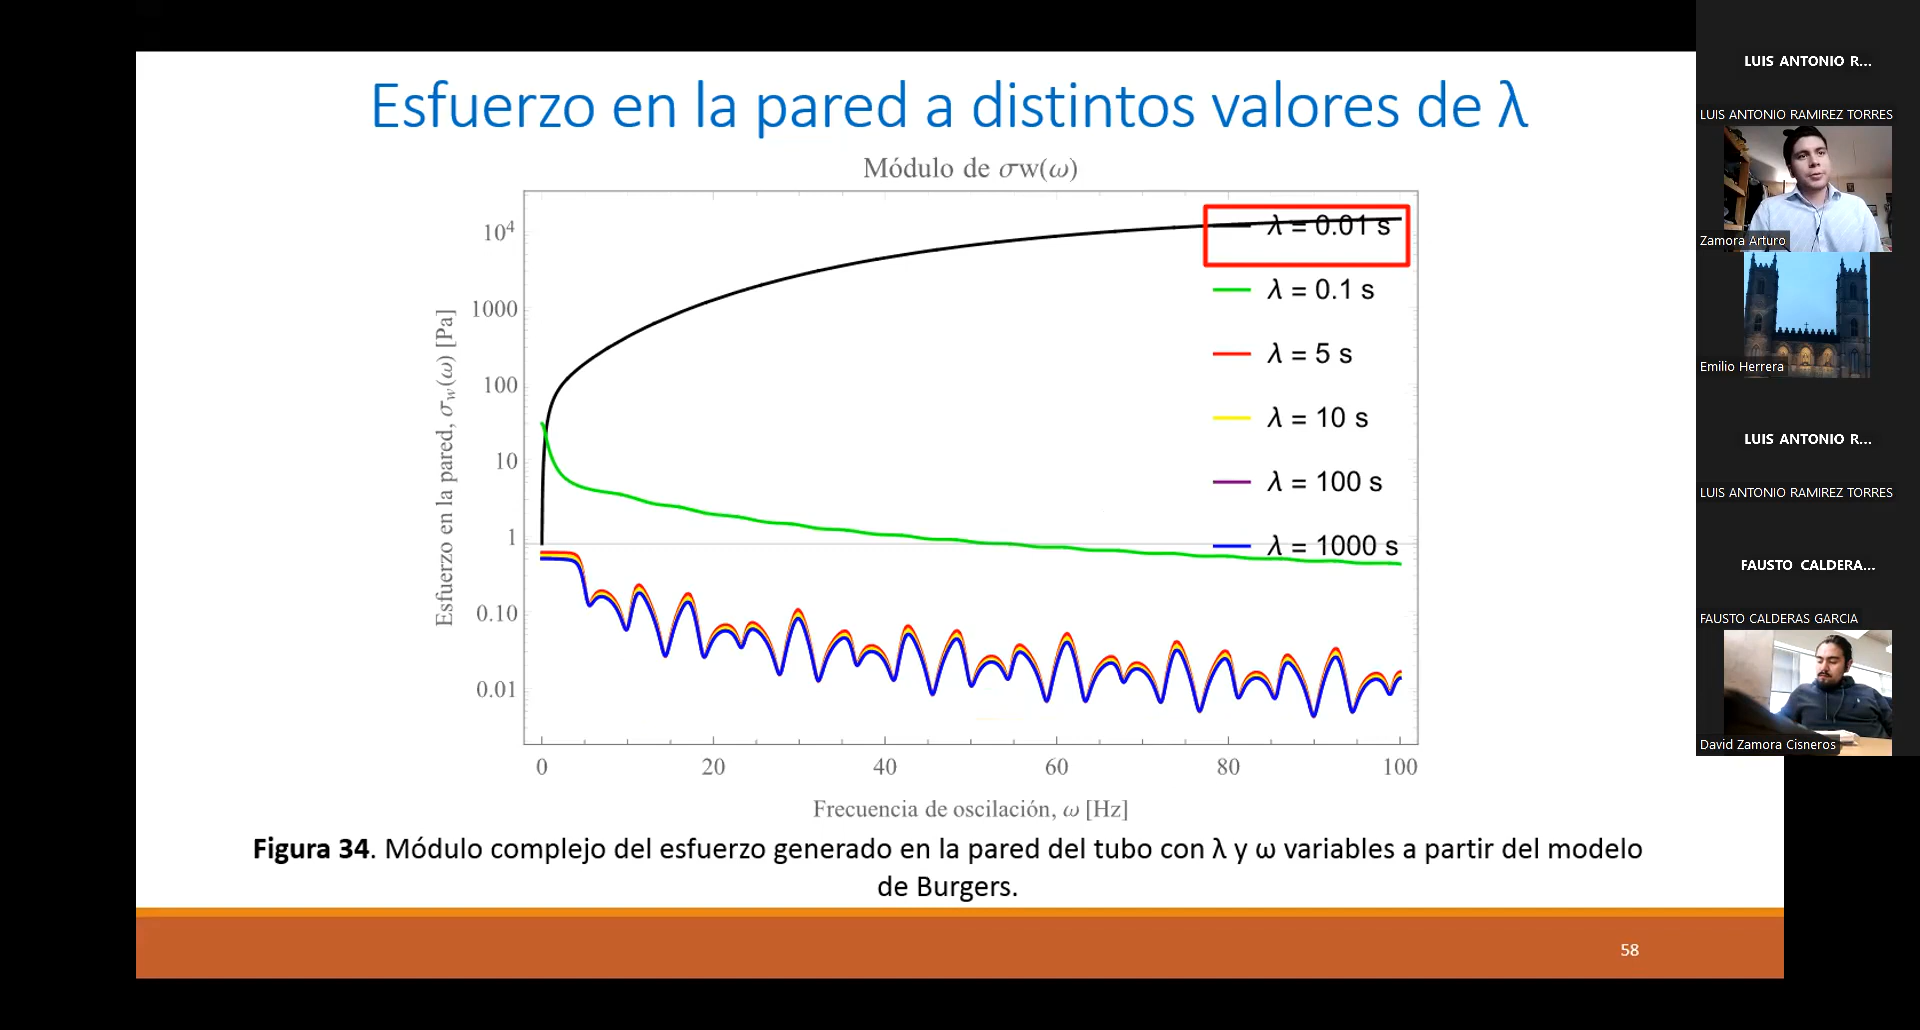 Esfuerzo en la pared a distintos valores de λ
Módulo de σw(ω)
Esfuerzo en la pared, σw(ω) [Pa]
10⁴
1000
100
10
1
0.10
0.01
λ = 0.01 s
λ = 0.1 s
λ = 5 s
λ = 10 s
λ = 100 s
λ = 1000 s
0 20 40 60 80 100
Frecuencia de oscilación, ω [Hz]
Figura 34. Módulo complejo del esfuerzo generado en la pared del tubo con λ y ω variables a partir del modelo
de Burgers.
58
LUIS ANTONIO R...
LUIS ANTONIO RAMIREZ TORRES
Zamora Arturo
Emilio Herrera
LUIS ANTONIO R...
LUIS ANTONIO RAMIREZ TORRES
FAUSTO CALDERA...
FAUSTO CALDERAS GARCIA
David Zamora Cisneros